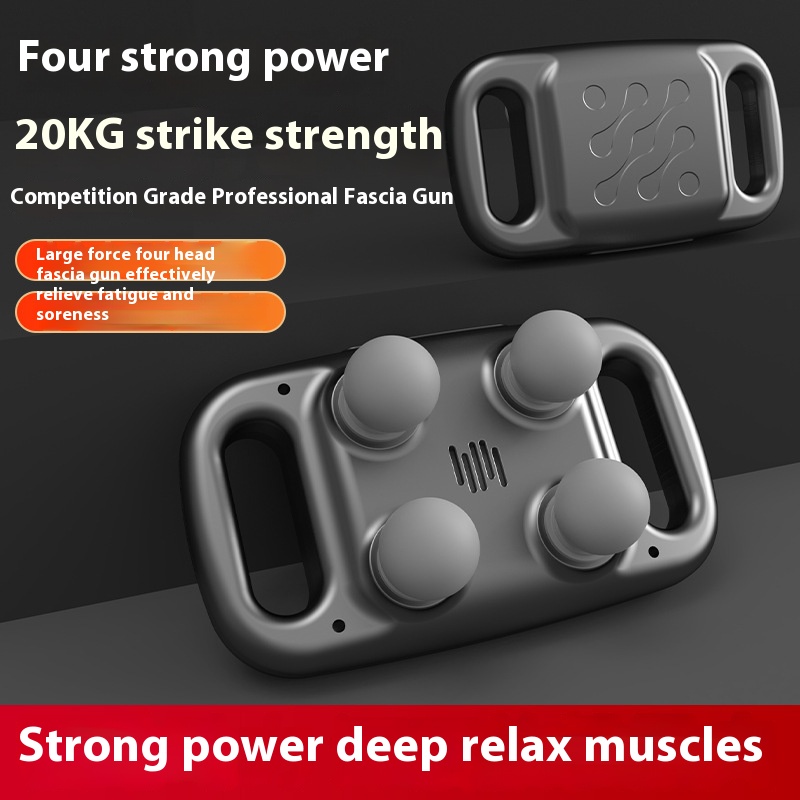 Four strong power
20KG strike strength
Competition Grade Professional Fascia Gun
Large force four head
fascia gun effectively
relieve fatigue and
soreness
Strong power deep relax muscles